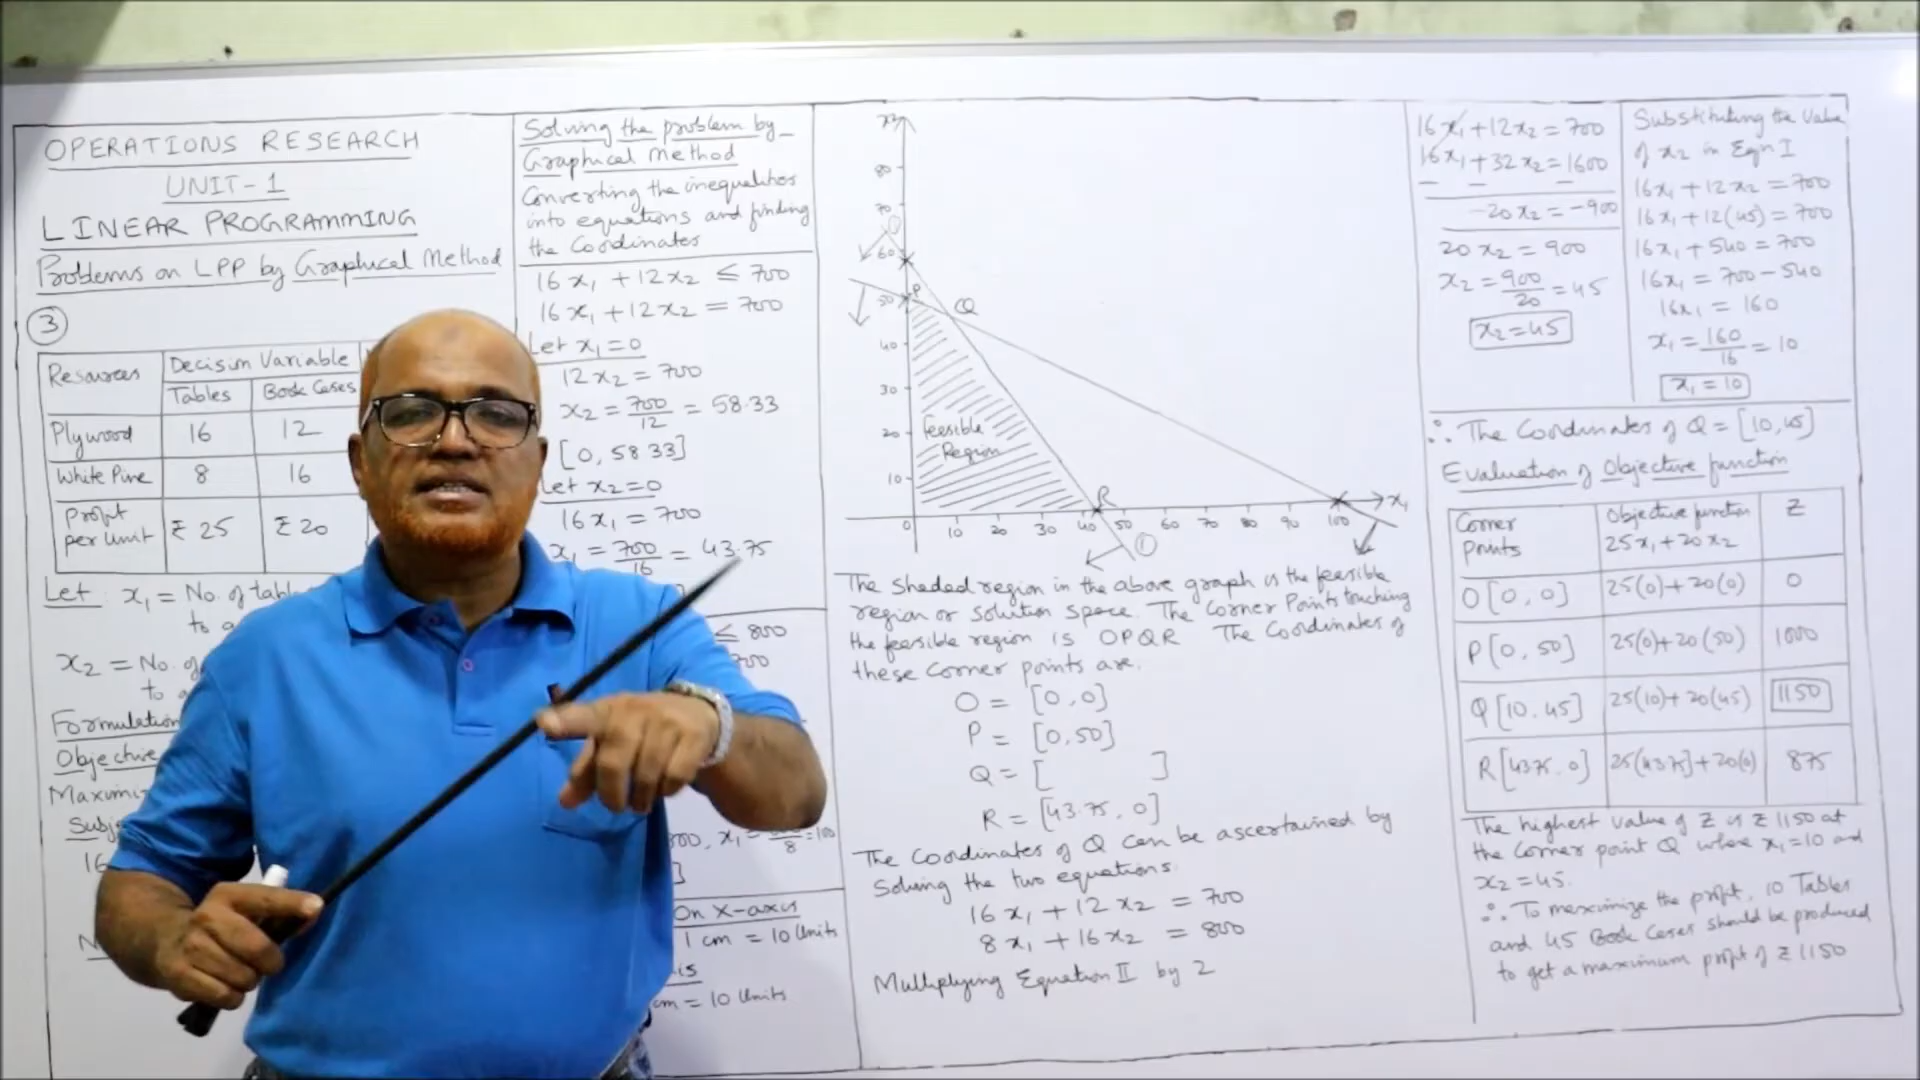 OPERATIONS RESEARCH
UNIT-1
LINEAR PROGRAMMING
Problems on LPP by Graphical Method
3
Resources
Decision Variable
Tables
Book Cases
Plywood
16
12
White Pine
8
16
Profit per unit
₹ 25
₹ 20
Let x₁ = No. of
to
x₂ = No. of
to
Formulation
Objective
16
Solving the problem by
Graphical Method
Converting the inequalities
into equations and finding
the Coordinates
16x₁ + 12x₂ ≤ 700
16x₁ + 12x₂ = 700
Let x₁=0
12x₂ = 700
x₂ = 700/12 = 58.33
[0, 58.33]
Let x₂=0
16x₁ = 700
x₁ = 700/16 = 43.75
≤ 800
x₁ = 
/8 = 100
]
On X-axis
1 cm = 10 Units
cm = 10 Units
x₂
80
70
60
50
40
30
20
10
0
10
20
30
40
50
60
70
80
90
100
x₁
P
Q
R
1
Feesible
Region
The shaded region in the above graph is the feesible
region or solution space. The Corner Points touching
the feesible region is OPQR The Coordinates of
these Corner points are.
O = [0,0]
P = [0,50]
Q = [ ]
R = [43.75, 0]
The Coordinates of Q can be ascertained by
Solving the two equations.
16x₁ + 12x₂ = 700
8x₁ + 16x₂ = 800
Multiplying Equation II by 2
16x₁ + 12x₂ = 700
16x₁ + 32x₂ = 1600
− − −
-20x₂ = -900
20x₂ = 900
x₂ = 900/20 = 45
x₂=45
Substituting the Value
of x₂ in Eqn I
16x₁ + 12x₂ = 700
16x₁ + 12(45) = 700
16x₁ + 540 = 700
16x₁ = 700-540
16x₁ = 160
x₁ = 160/16 = 10
x₁ = 10
∴ The Coordinates of Q = [10,45]
Evaluation of Objective function
Corner points
Objective function 25x₁+20x₂
Z
O[0,0]
25(0)+20(0)
0
P[0,50]
25(0)+20(50)
1000
Q[10.45]
25(10)+20(45)
1150
R[43.75.0]
25(43.75)+20(0)
875
The highest value of Z is ₹ 1150 at
the Corner point Q where x₁=10 and
x₂=45.
∴ To maximize the profit, 10 Tables
and 45 Book Cases should be produced
to get a maximum profit of ₹ 1150